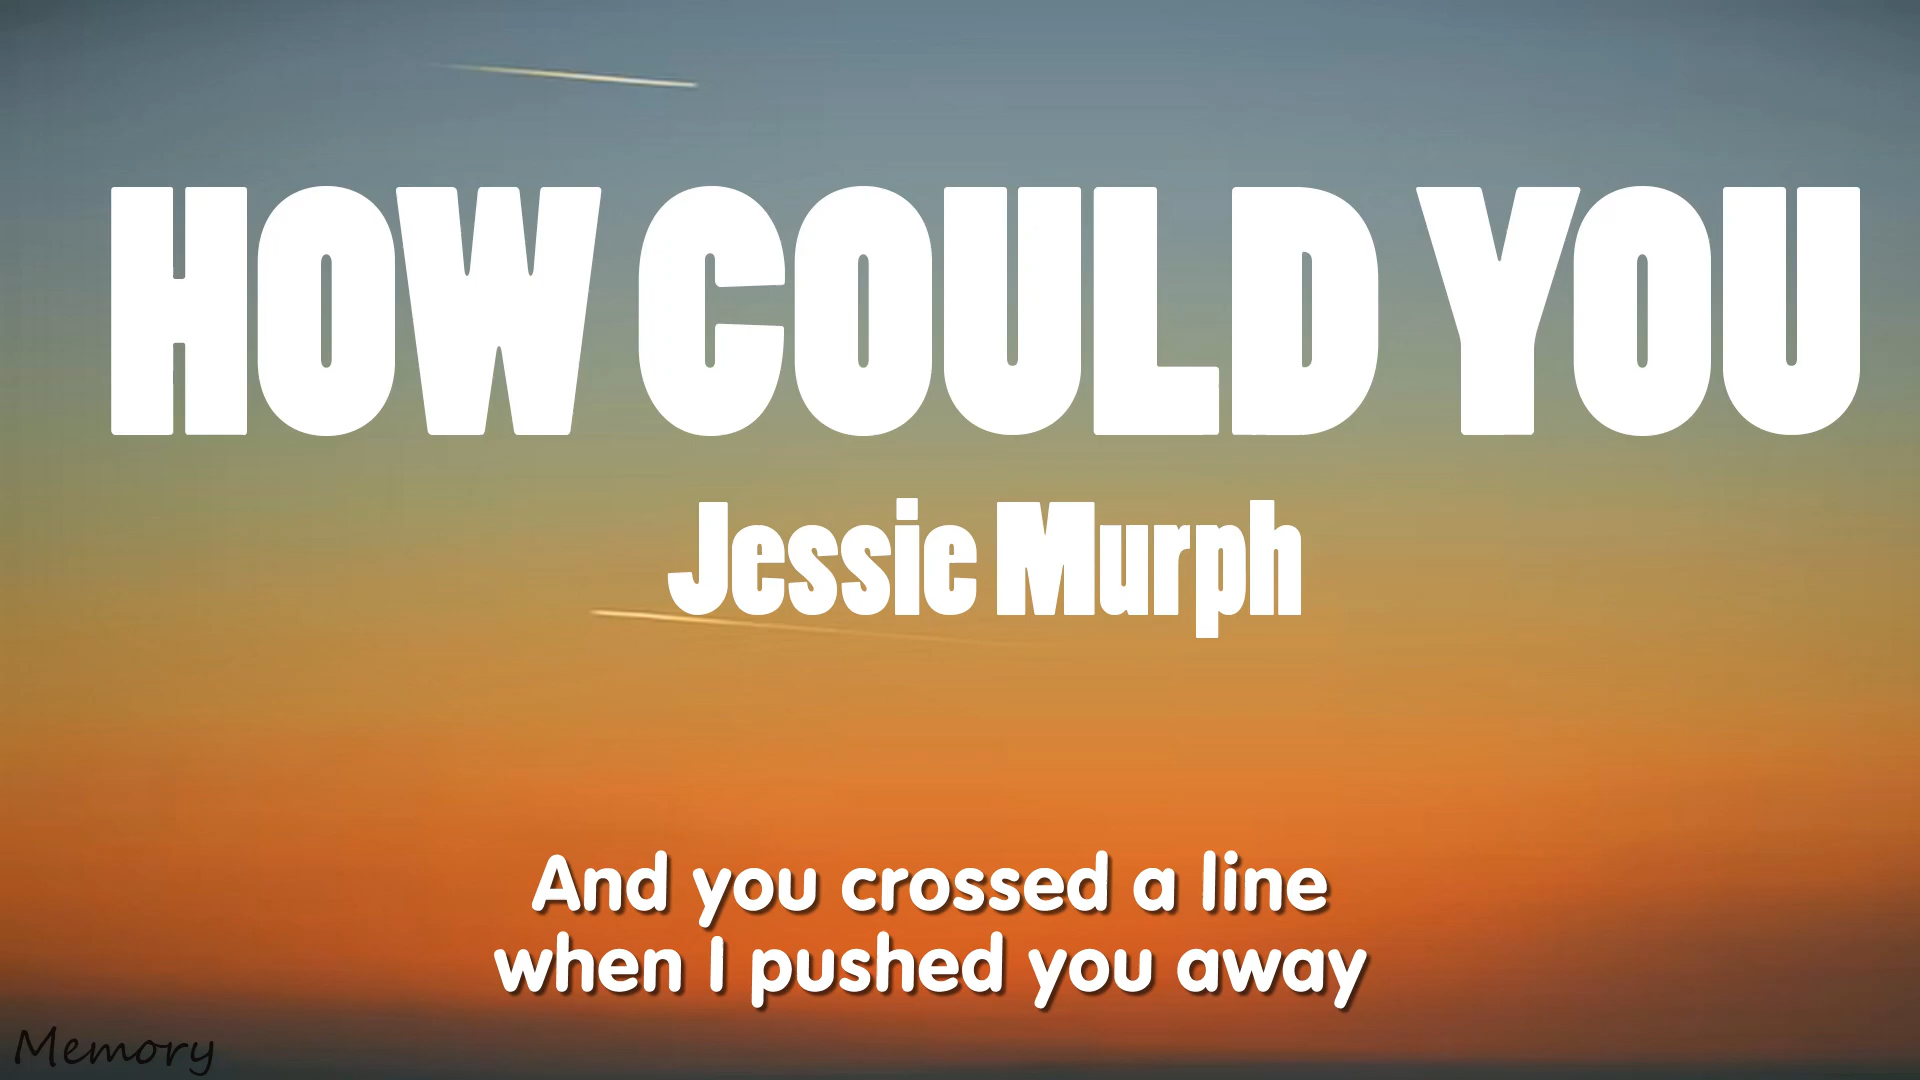 HOW COULD YOU
Jessie Murph
And you crossed a line
when I pushed you away
Memory